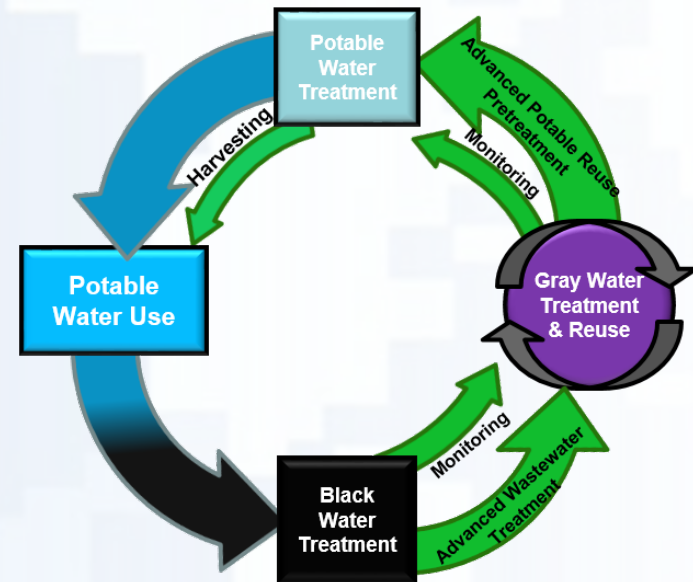 Potable
Water
Treatment
Advanced Potable Reuse
Pretreatment
Harvesting
Monitoring
Potable
Water Use
Gray Water
Treatment
& Reuse
Monitoring
Advanced Wastewater
Treatment
Black
Water
Treatment